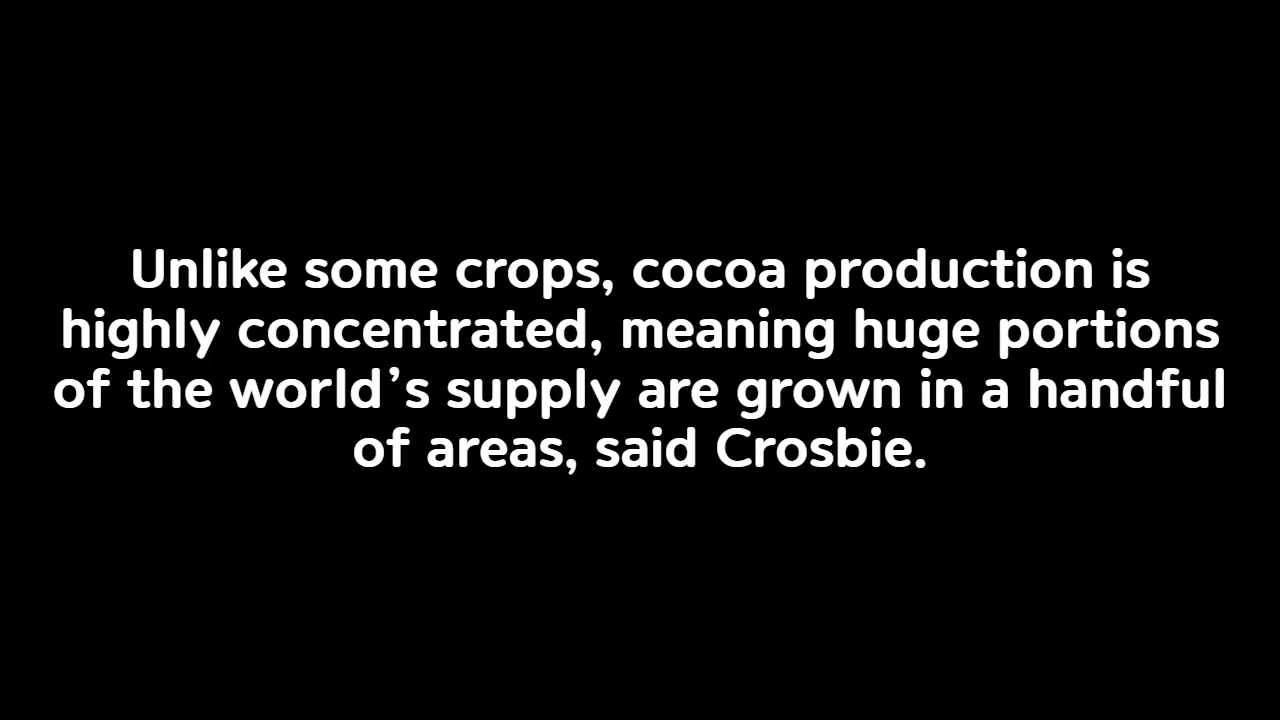 Unlike some crops, cocoa production is
highly concentrated, meaning huge portions
of the world’s supply are grown in a handful
of areas, said Crosbie.